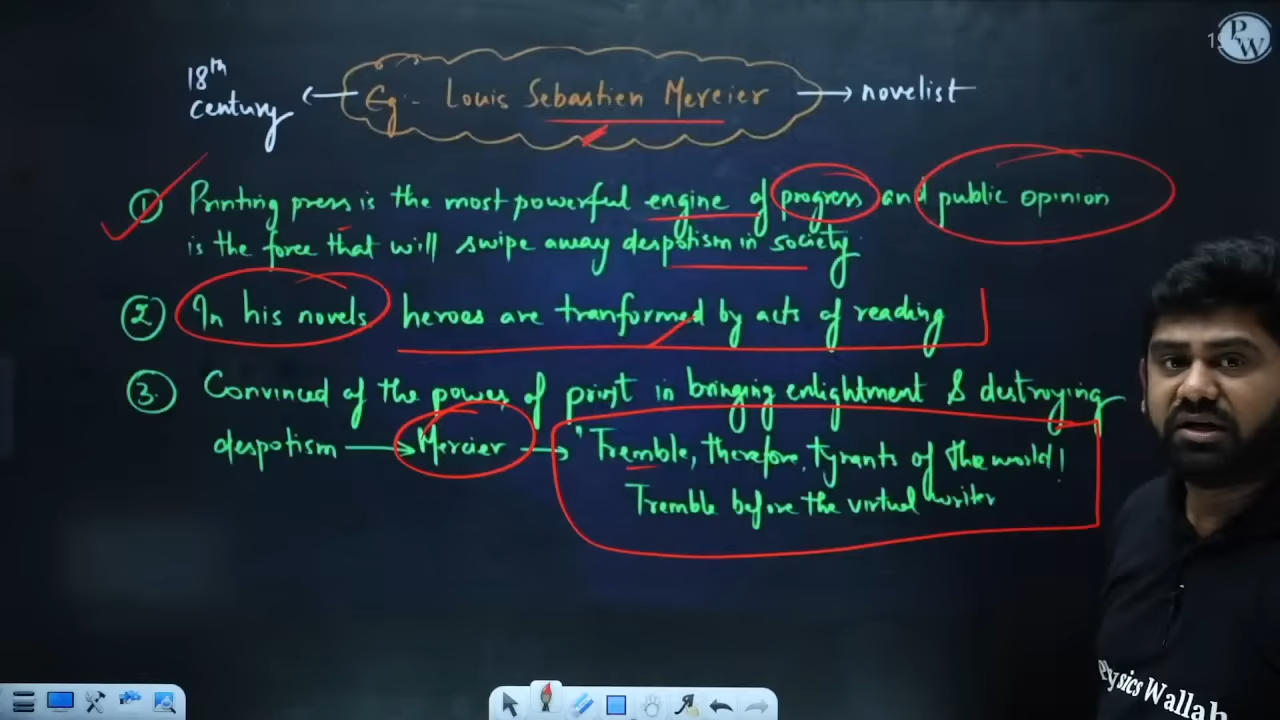 PW
18th
century
Eg:- Louis Sebastien Mercier
novelist
① Printing press is the most powerful engine of progress and public opinion
is the force that will swipe away despotism in society.
② In his novels heroes are tranformed by acts of reading
③. Convinced of the power of print in bringing enlightment & destroying
despotism → Mercier → "Tremble, therefore, tyrants of the world!
Tremble before the virtual writer
Physics Wallah